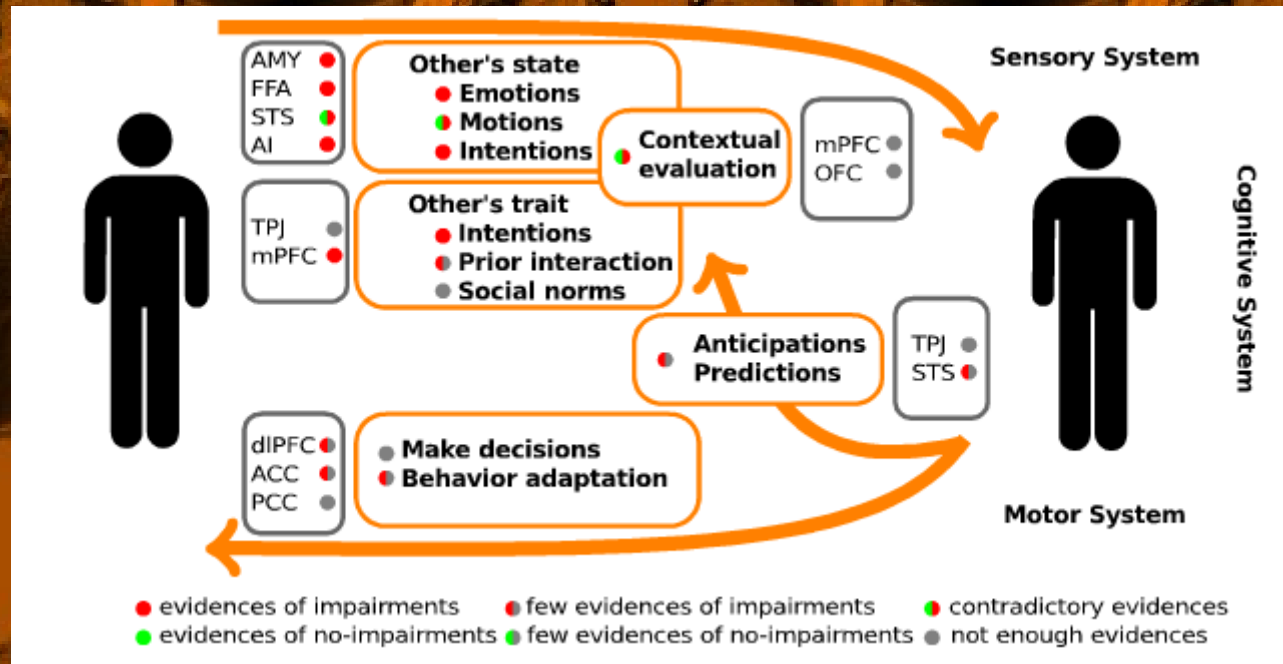 Sensory System
AMY
FFA
STS
AI
Other's state
Emotions
Motions
Intentions
Contextual
evaluation
mPFC
OFC
TPJ
mPFC
Other's trait
Intentions
Prior interaction
Social norms
Cognitive System
Anticipations
Predictions
TPJ
STS
dlPFC
ACC
PCC
Make decisions
Behavior adaptation
Motor System
evidences of impairments
few evidences of impairments
contradictory evidences
evidences of no-impairments
few evidences of no-impairments
not enough evidences